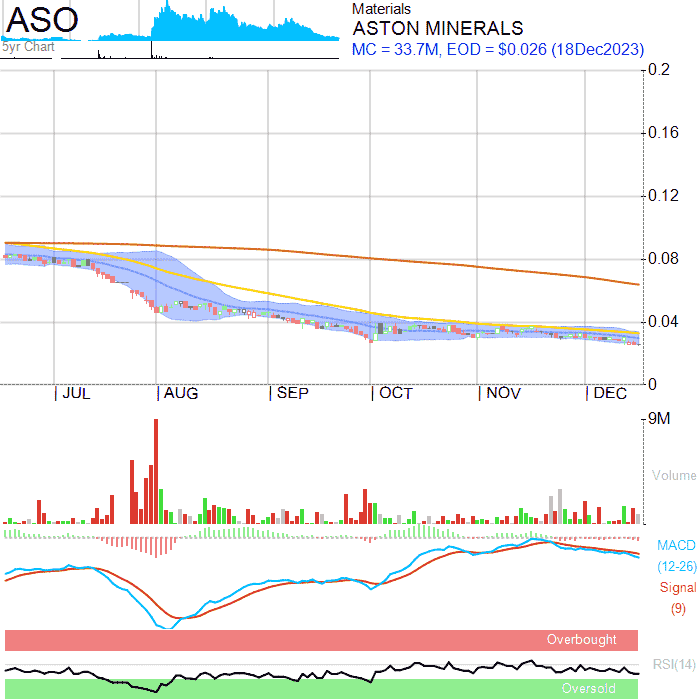 ASO
5yr Chart
Materials
ASTON MINERALS
MC = 33.7M, EOD = $0.026 (18Dec2023)
0.2
0.16
0.12
0.08
0.04
0
JUL AUG SEP OCT NOV DEC
9M
Volume
0
MACD
(12-26)
Signal
(9)
Overbought
RSI(14)
Oversold